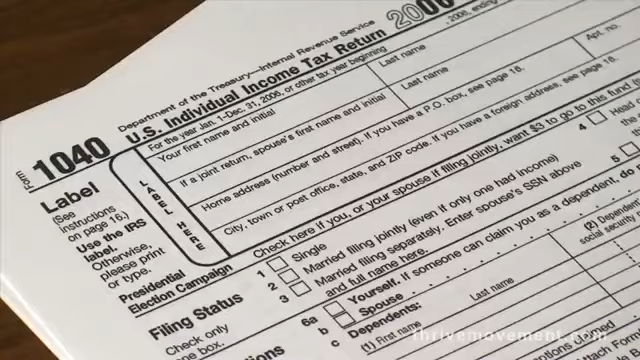 Department of the Treasury—Internal Revenue Service
U.S. Individual Income Tax Return 2006
Form 1040
For the year Jan. 1–Dec. 31, 2006, or other tax year beginning , 2006, ending
Your first name and initial Last name
If a joint return, spouse's first name and initial Last name
Home address (number and street). If you have a P.O. box, see page 16. Apt. no.
City, town or post office, state, and ZIP code. If you have a foreign address, see page 16.
Label
(See
instructions
on page 16.)
Use the IRS
label.
Otherwise,
please print
or type.
LABEL HERE
Presidential
Election Campaign
Check here if you, or your spouse if filing jointly, want $3 to go to this fund
Filing Status
Check only
one box.
1 Single
2 Married filing jointly (even if only one had income)
3 Married filing separately. Enter spouse's SSN above
and full name here.
4 Head
the
5
6a Yourself. If someone can claim you as a dependent, do
b Spouse
c Dependents:
(1) First name Last name
(2) Dependent
social securit
thrivemovement.com